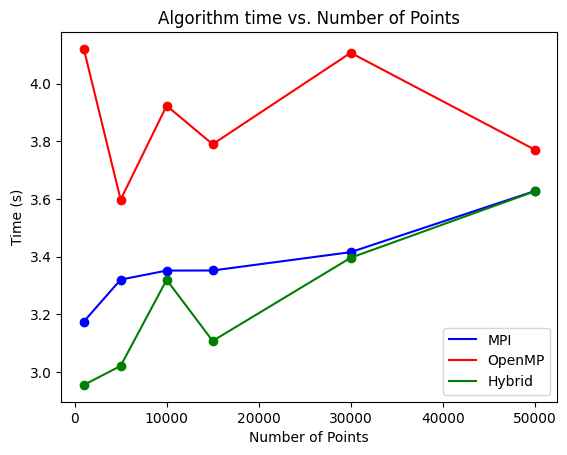 Algorithm time vs. Number of Points
Time (s)
4.0
3.8
3.6
3.4
3.2
3.0
MPI
OpenMP
Hybrid
0 10000 20000 30000 40000 50000
Number of Points